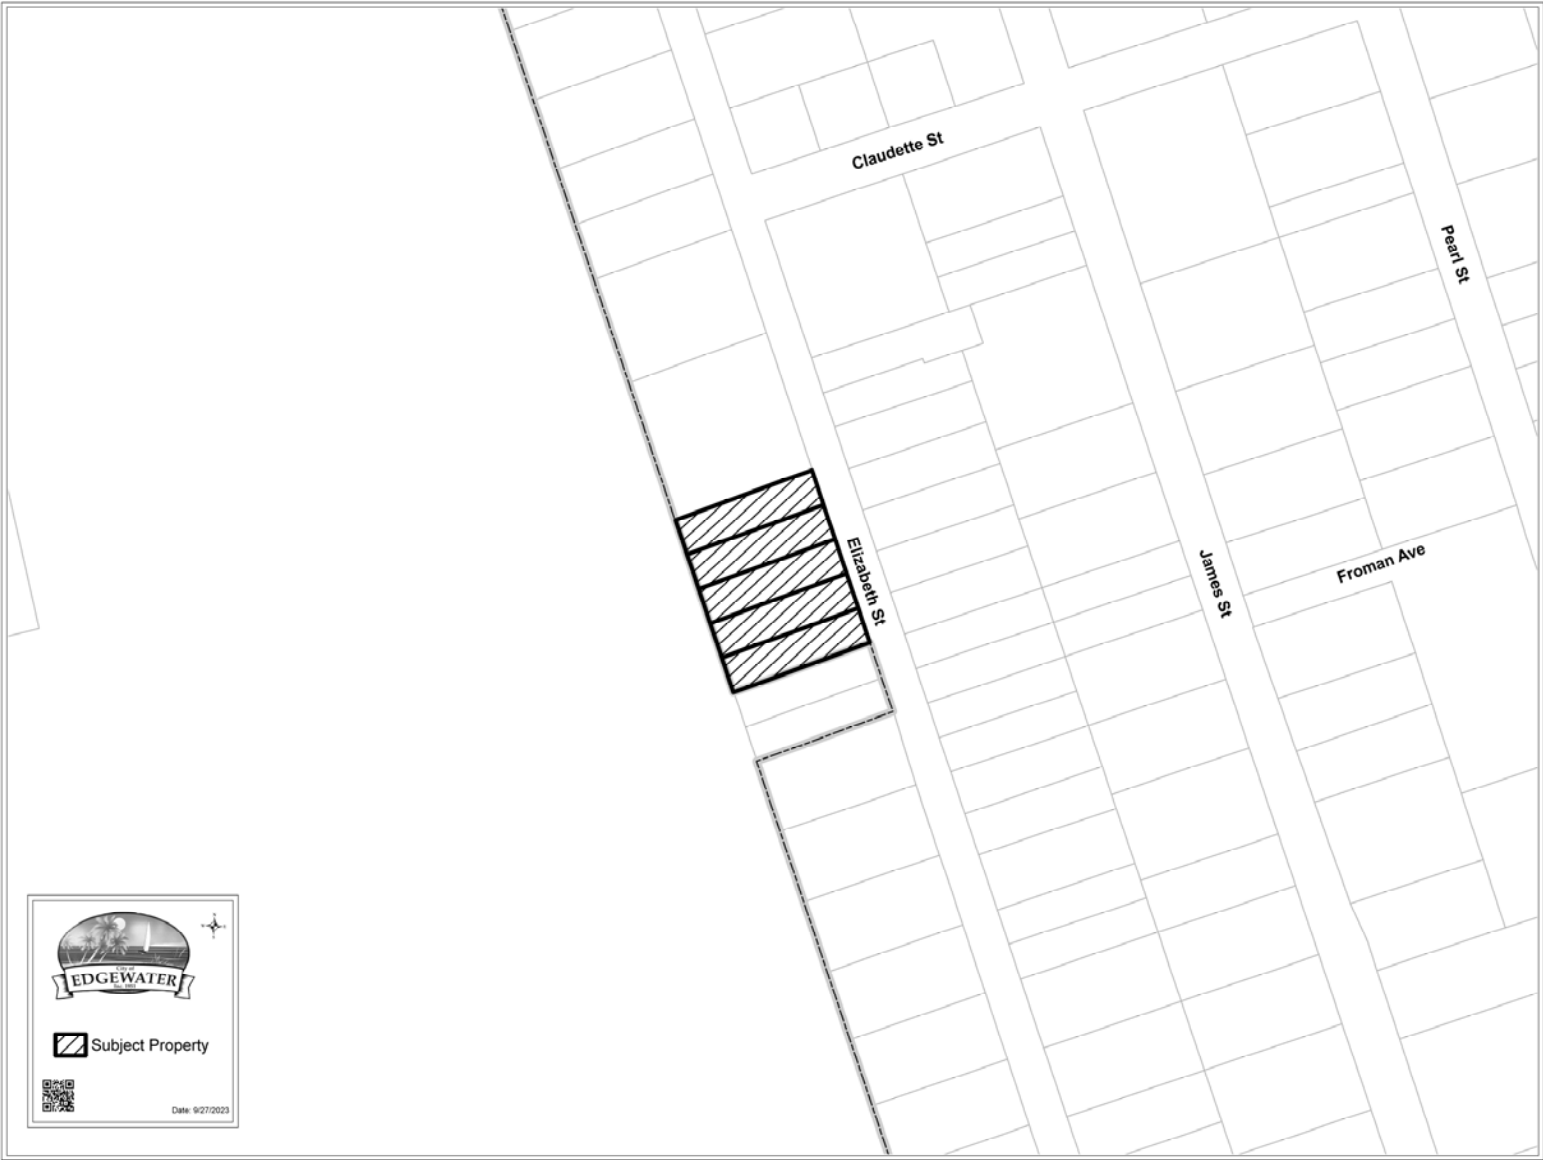 Claudette St
Pearl St
Elizabeth St
James St
Froman Ave
City of
EDGEWATER
Subject Property
Date: 9/27/2023